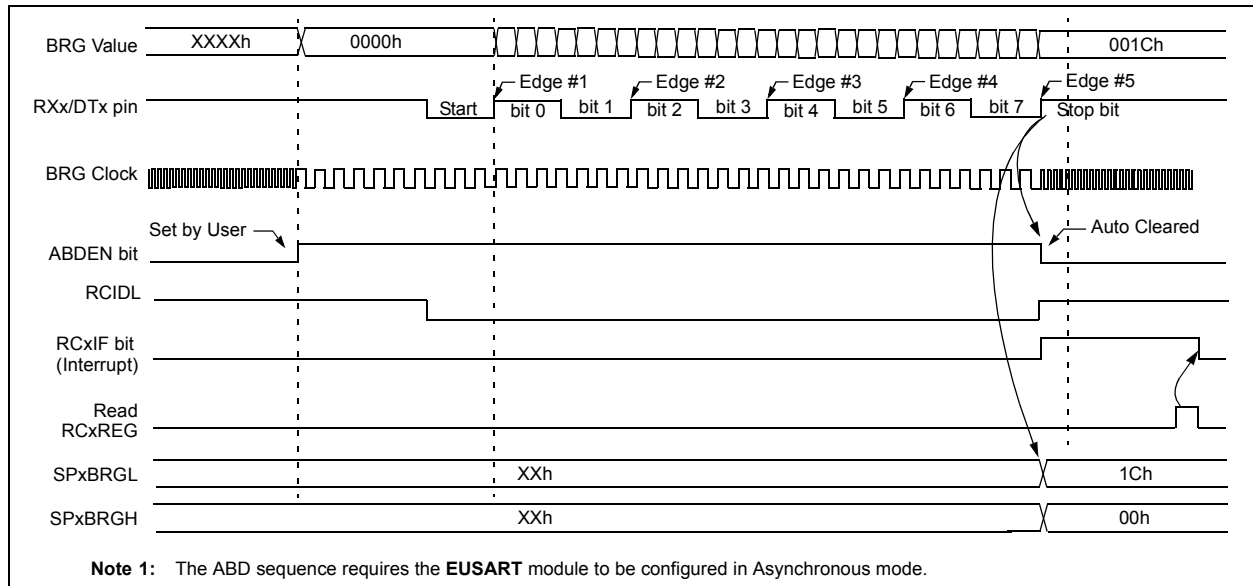 BRG Value XXXXh 0000h 001Ch
Edge #1 Edge #2 Edge #3 Edge #4 Edge #5
RXx/DTx pin Start bit 0 bit 1 bit 2 bit 3 bit 4 bit 5 bit 6 bit 7 Stop bit
BRG Clock
Set by User Auto Cleared
ABDEN bit
RCIDL
RCxIF bit
(Interrupt)
Read
RCxREG
SPxBRGL XXh 1Ch
SPxBRGH XXh 00h
Note 1: The ABD sequence requires the EUSART module to be configured in Asynchronous mode.